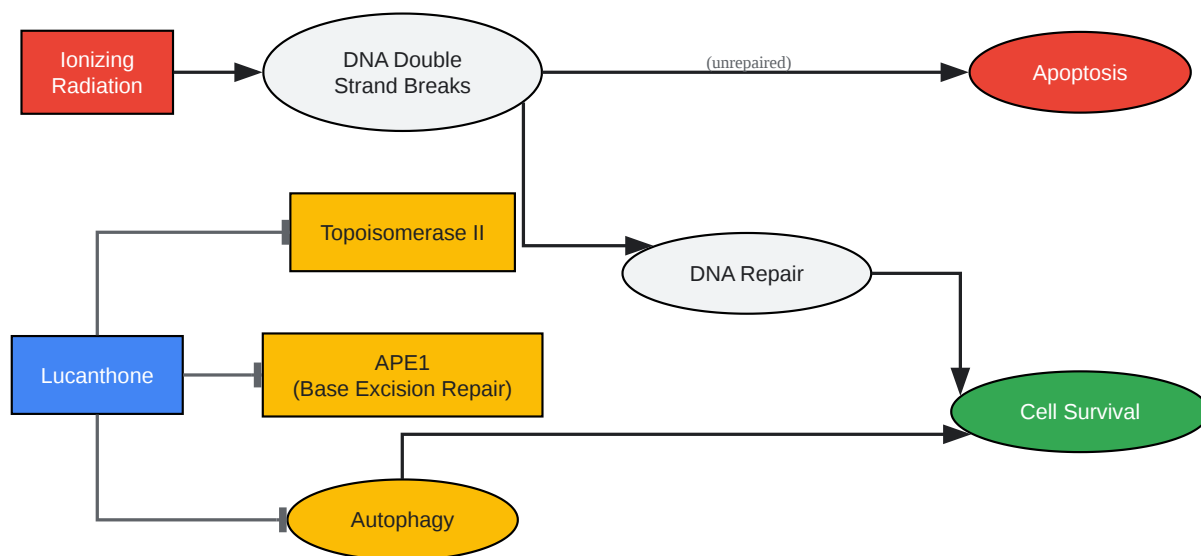 Ionizing
Radiation
DNA Double
Strand Breaks
(unrepaired)
Apoptosis
Topoisomerase II
DNA Repair
Lucanthone
APE1
(Base Excision Repair)
Cell Survival
Autophagy